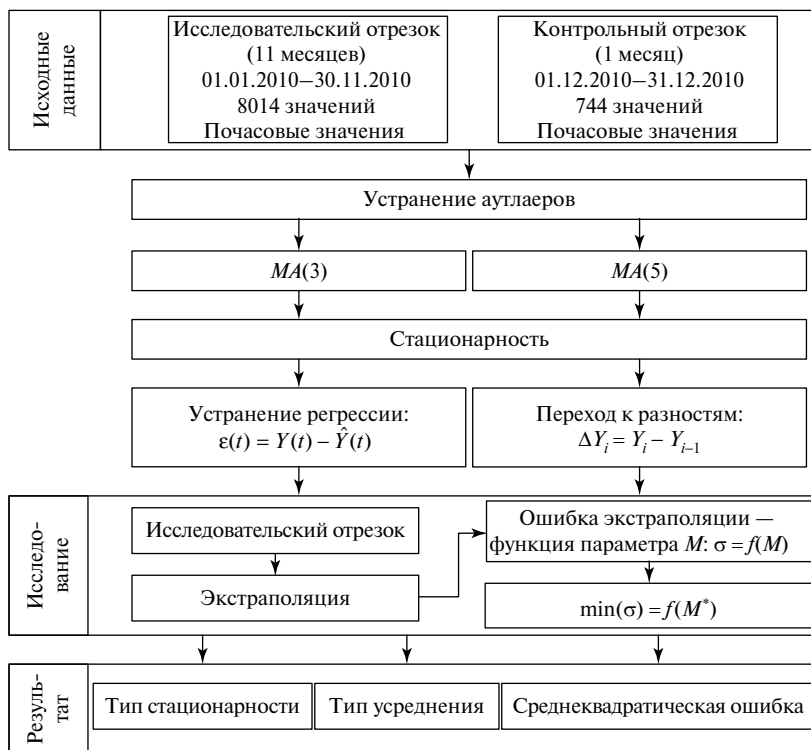 Исходные
данные
Исследовательский отрезок
(11 месяцев)
01.01.2010–30.11.2010
8014 значений
Почасовые значения
Контрольный отрезок
(1 месяц)
01.12.2010–31.12.2010
744 значений
Почасовые значения
Устранение аутлаеров
MA(3)
MA(5)
Стационарность
Устранение регрессии:
ε(t) = Y(t) – Ŷ(t)
Переход к разностям:
ΔY_i = Y_i – Y_{i–1}
Исследо-
вание
Исследовательский отрезок
Экстраполяция
Ошибка экстраполяции —
функция параметра M: σ = f(M)
min(σ) = f(M*)
Резуль-
тат
Тип стационарности
Тип усреднения
Среднеквадратическая ошибка